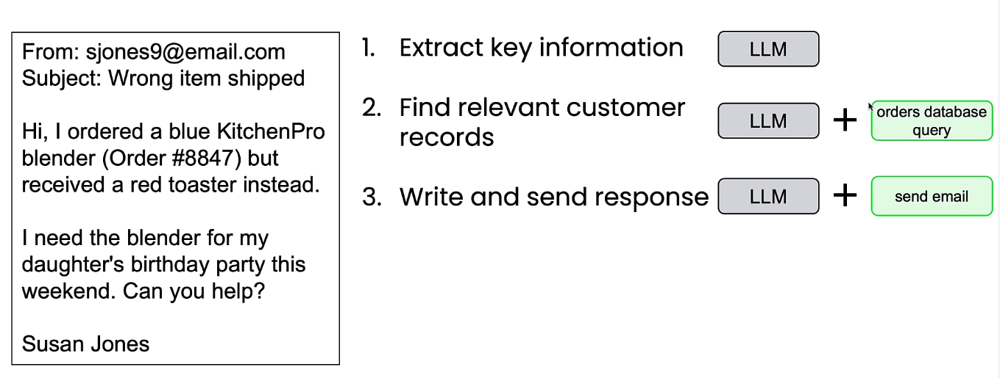 From: sjones9@email.com
Subject: Wrong item shipped
Hi, I ordered a blue KitchenPro
blender (Order #8847) but
received a red toaster instead.
I need the blender for my
daughter's birthday party this
weekend. Can you help?
Susan Jones
1. Extract key information
LLM
2. Find relevant customer
records
LLM
+
orders database
query
3. Write and send response
LLM
+
send email